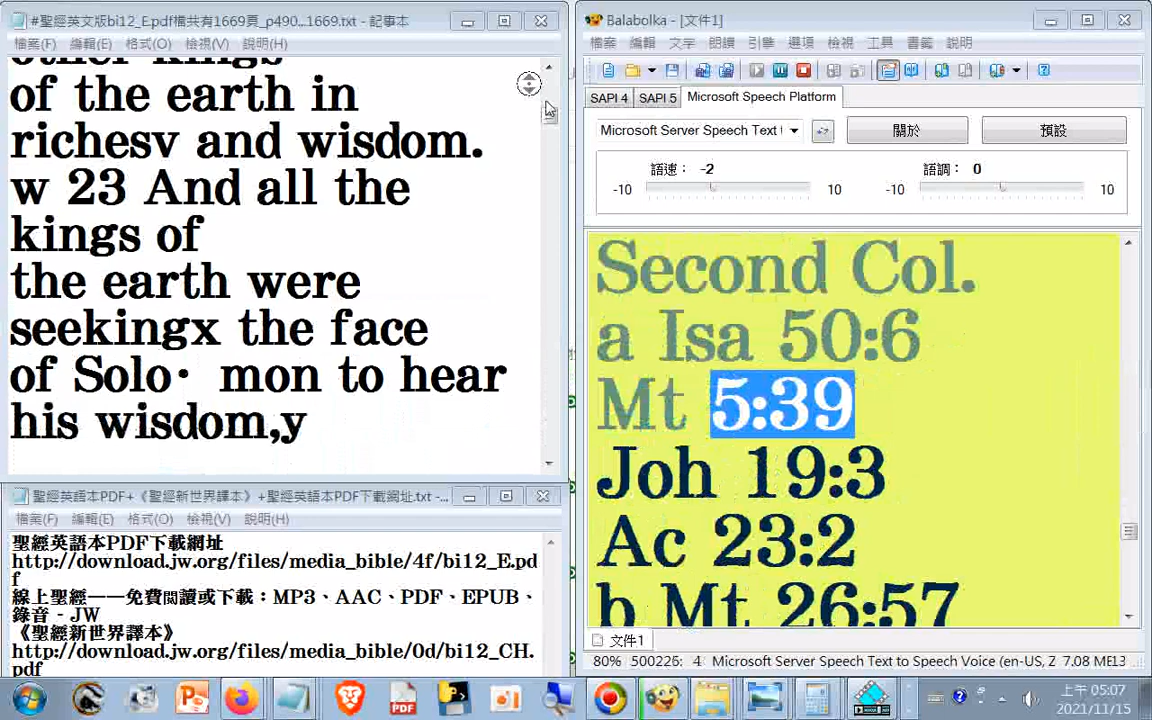 #聖經英文版bi12_E.pdf檔共有1669頁_p490...1669.txt - 記事本
檔案(F) 編輯(E) 格式(O) 檢視(V) 說明(H)
other kings
of the earth in
richesv and wisdom.
w 23 And all the
kings of
the earth were
seekingx the face
of Solo· mon to hear
his wisdom,y
聖經英語本PDF+《聖經新世界譯本》+聖經英語本PDF下載網址.txt -...
檔案(F) 編輯(E) 格式(O) 檢視(V) 說明(H)
聖經英語本PDF下載網址
http://download.jw.org/files/media_bible/4f/bi12_E.pd
f
線上聖經——免費閱讀或下載：MP3、AAC、PDF、EPUB、
錄音 - JW
《聖經新世界譯本》
http://download.jw.org/files/media_bible/0d/bi12_CH.
pdf
Balabolka - [文件1]
檔案 編輯 文字 朗讀 引擎 選項 檢視 工具 書籤 說明
SAPI 4 SAPI 5 Microsoft Speech Platform
Microsoft Server Speech Text 關於 預設
語速： -2 語調： 0
-10 10 -10 10
Second Col.
a Isa 50:6
Mt 5:39
Joh 19:3
Ac 23:2
b Mt 26:57
文件1
80% 500226: 4 Microsoft Server Speech Text to Speech Voice (en-US, Z 7.08 ME13
PDF
上午 05:07
2021/11/15